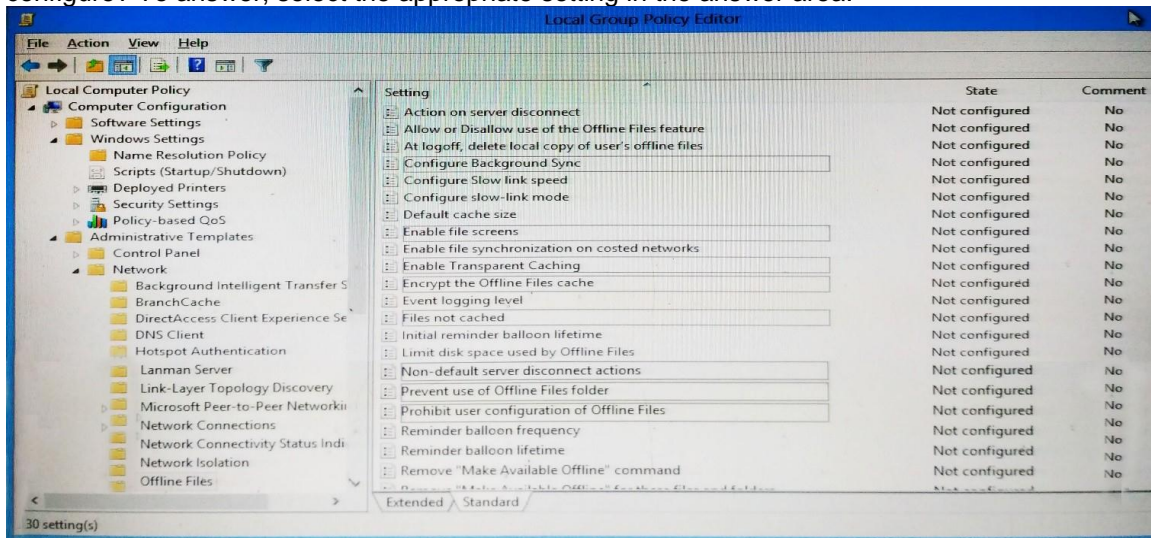 configure? To answer, select the appropriate setting in the answer area.
Local Group Policy Editor
File Action View Help
Local Computer Policy
Computer Configuration
Software Settings
Windows Settings
Name Resolution Policy
Scripts (Startup/Shutdown)
Deployed Printers
Security Settings
Policy-based QoS
Administrative Templates
Control Panel
Network
Background Intelligent Transfer S
BranchCache
DirectAccess Client Experience Se
DNS Client
Hotspot Authentication
Lanman Server
Link-Layer Topology Discovery
Microsoft Peer-to-Peer Networkin
Network Connections
Network Connectivity Status Indi
Network Isolation
Offline Files
Setting State Comment
Action on server disconnect Not configured No
Allow or Disallow use of the Offline Files feature Not configured No
At logoff, delete local copy of user's offline files Not configured No
Configure Background Sync Not configured No
Configure Slow link speed Not configured No
Configure slow-link mode Not configured No
Default cache size Not configured No
Enable file screens Not configured No
Enable file synchronization on costed networks Not configured No
Enable Transparent Caching Not configured No
Encrypt the Offline Files cache Not configured No
Event logging level Not configured No
Files not cached Not configured No
Initial reminder balloon lifetime Not configured No
Limit disk space used by Offline Files Not configured No
Non-default server disconnect actions Not configured No
Prevent use of Offline Files folder Not configured No
Prohibit user configuration of Offline Files Not configured No
Reminder balloon frequency Not configured No
Reminder balloon lifetime Not configured No
Remove "Make Available Offline" command Not configured No
Extended Standard
30 setting(s)